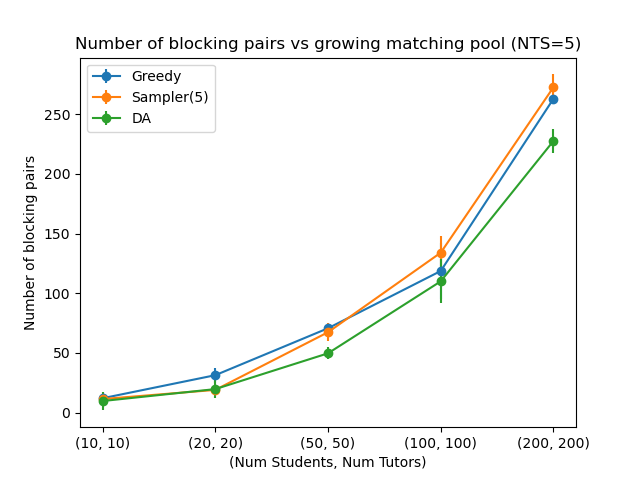 Number of blocking pairs vs growing matching pool (NTS=5)
Greedy
Sampler(5)
DA
Number of blocking pairs
250
200
150
100
50
0
(10, 10) (20, 20) (50, 50) (100, 100) (200, 200)
(Num Students, Num Tutors)